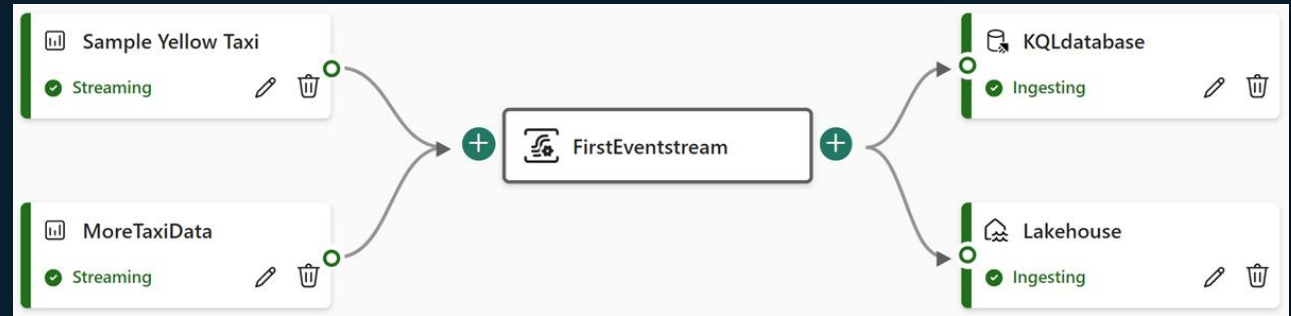 Sample Yellow Taxi
Streaming
MoreTaxiData
Streaming
FirstEventstream
KQLdatabase
Ingesting
Lakehouse
Ingesting